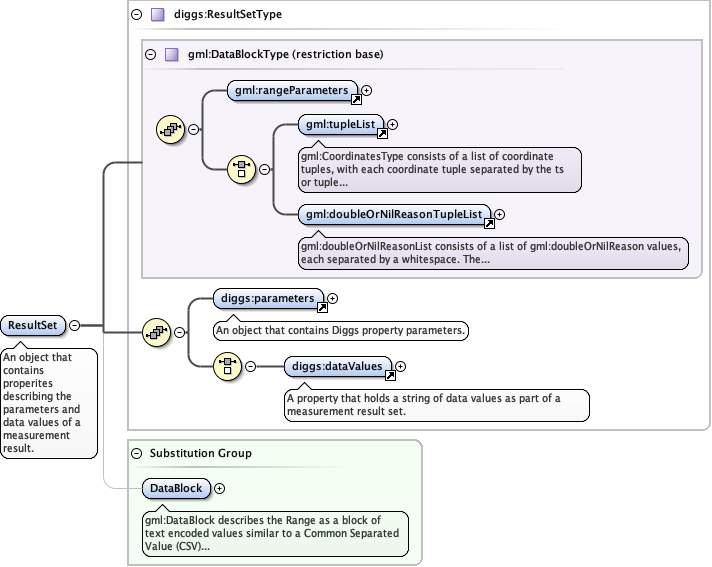 diggs:ResultSetType
gml:DataBlockType (restriction base)
gml:rangeParameters
gml:tupleList
gml:CoordinatesType consists of a list of coordinate
tuples, with each coordinate tuple separated by the ts
or tuple...
gml:doubleOrNilReasonTupleList
gml:doubleOrNilReasonList consists of a list of gml:doubleOrNilReason values,
each separated by a whitespace. The...
diggs:parameters
An object that contains Diggs property parameters.
diggs:dataValues
A property that holds a string of data values as part of a
measurement result set.
ResultSet
An object that
contains
properites
describing the
parameters and
data values of a
measurement
result.
Substitution Group
DataBlock
gml:DataBlock describes the Range as a block of
text encoded values similar to a Common Separated
Value (CSV)...